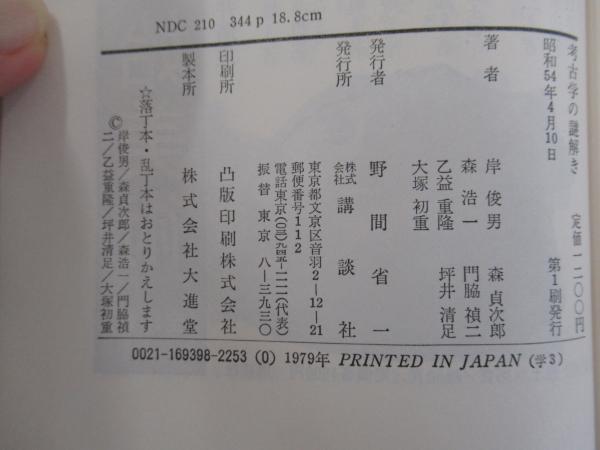 NDC 210 344p 18.8cm
考古学の謎解き 定価一二〇〇円
昭和54年4月10日 第1刷発行
著者 岸俊男 森貞次郎
森浩一 門脇禎二
乙益重隆 坪井清足
大塚初重
発行者 野間省一
発行所 株式会社講談社
東京都文京区音羽2-12-21
郵便番号112
電話東京(03)945-1111(代表)
振替東京八-三九三〇
印刷所 凸版印刷株式会社
製本所 株式会社大進堂
☆落丁本・乱丁本はおとりかえします
©岸俊男/森貞次郎/森浩一/門脇禎
二/乙益重隆/坪井清足/大塚初重
0021-169398-2253 (0) 1979年 PRINTED IN JAPAN (学3)